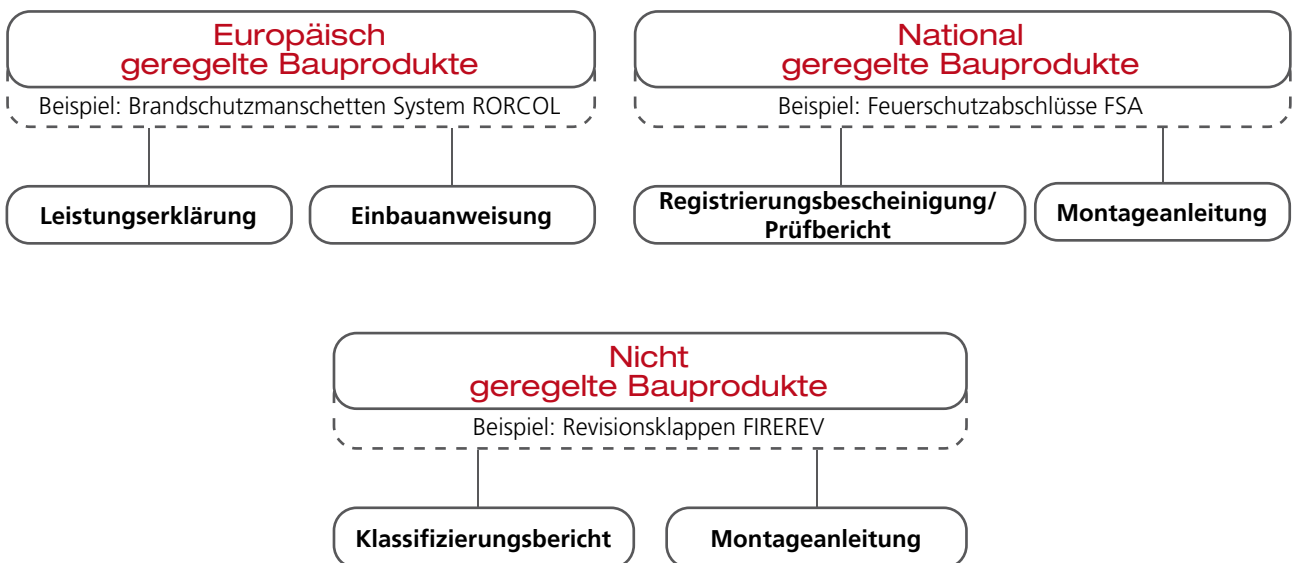 Europäisch
geregelte Bauprodukte
Beispiel: Brandschutzmanschetten System RORCOL
Leistungserklärung
Einbauanweisung
National
geregelte Bauprodukte
Beispiel: Feuerschutzabschlüsse FSA
Registrierungsbescheinigung/
Prüfbericht
Montageanleitung
Nicht
geregelte Bauprodukte
Beispiel: Revisionsklappen FIREREV
Klassifizierungsbericht
Montageanleitung